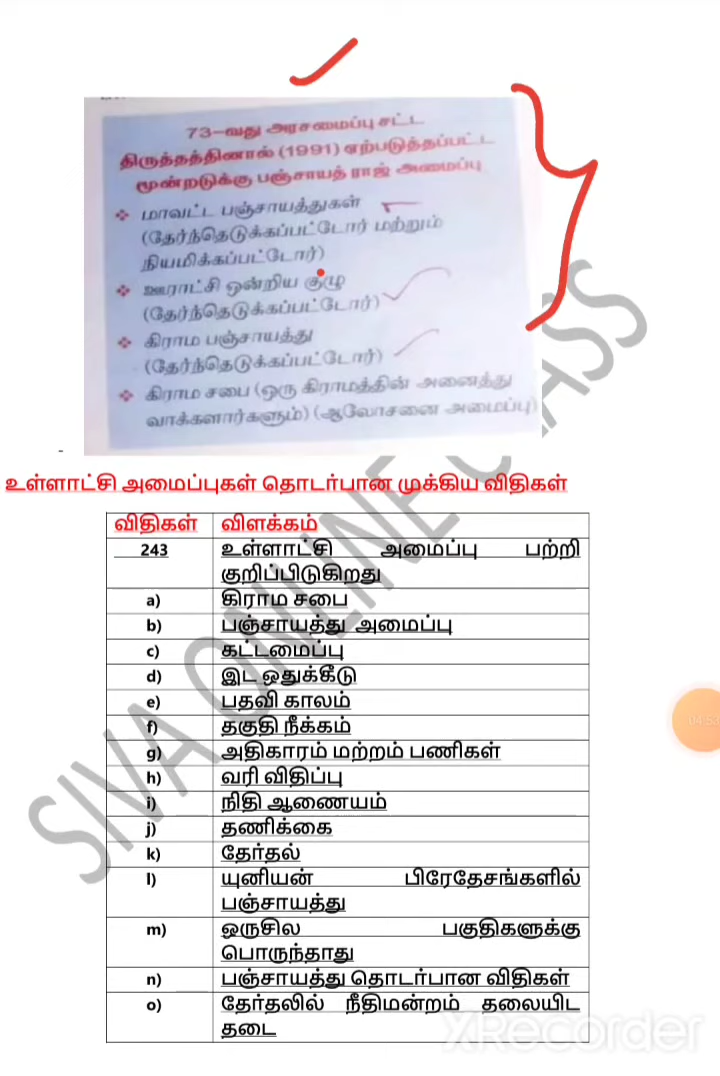 73-வது அரசமைப்பு சட்ட
திருத்தத்தினால் (1991) ஏற்படுத்தப்பட்ட
மூன்றடுக்கு பஞ்சாயத் ராஜ் அமைப்பு
❖ மாவட்ட பஞ்சாயத்துகள்
(தேர்ந்தெடுக்கப்பட்டோர் மற்றும்
நியமிக்கப்பட்டோர்)
❖ ஊராட்சி ஒன்றிய குழு
(தேர்ந்தெடுக்கப்பட்டோர்)
❖ கிராம பஞ்சாயத்து
(தேர்ந்தெடுக்கப்பட்டோர்)
❖ கிராம சபை (ஒரு கிராமத்தின் அனைத்து
வாக்காளார்களும்) (ஆலோசனை அமைப்பு)
உள்ளாட்சி அமைப்புகள் தொடர்பான முக்கிய விதிகள்
விதிகள் விளக்கம்
243 உள்ளாட்சி அமைப்பு பற்றி
குறிப்பிடுகிறது
a) கிராம சபை
b) பஞ்சாயத்து அமைப்பு
c) கட்டமைப்பு
d) இட ஒதுக்கீடு
e) பதவி காலம்
f) தகுதி நீக்கம்
g) அதிகாரம் மற்றம் பணிகள்
h) வரி விதிப்பு
i) நிதி ஆணையம்
j) தணிக்கை
k) தேர்தல்
l) யுனியன் பிரேதேசங்களில்
பஞ்சாயத்து
m) ஒருசில பகுதிகளுக்கு
பொருந்தாது
n) பஞ்சாயத்து தொடர்பான விதிகள்
o) தேர்தலில் நீதிமன்றம் தலையிட
தடை
SIVA ONLINE CLASS
04:53
XRecorder